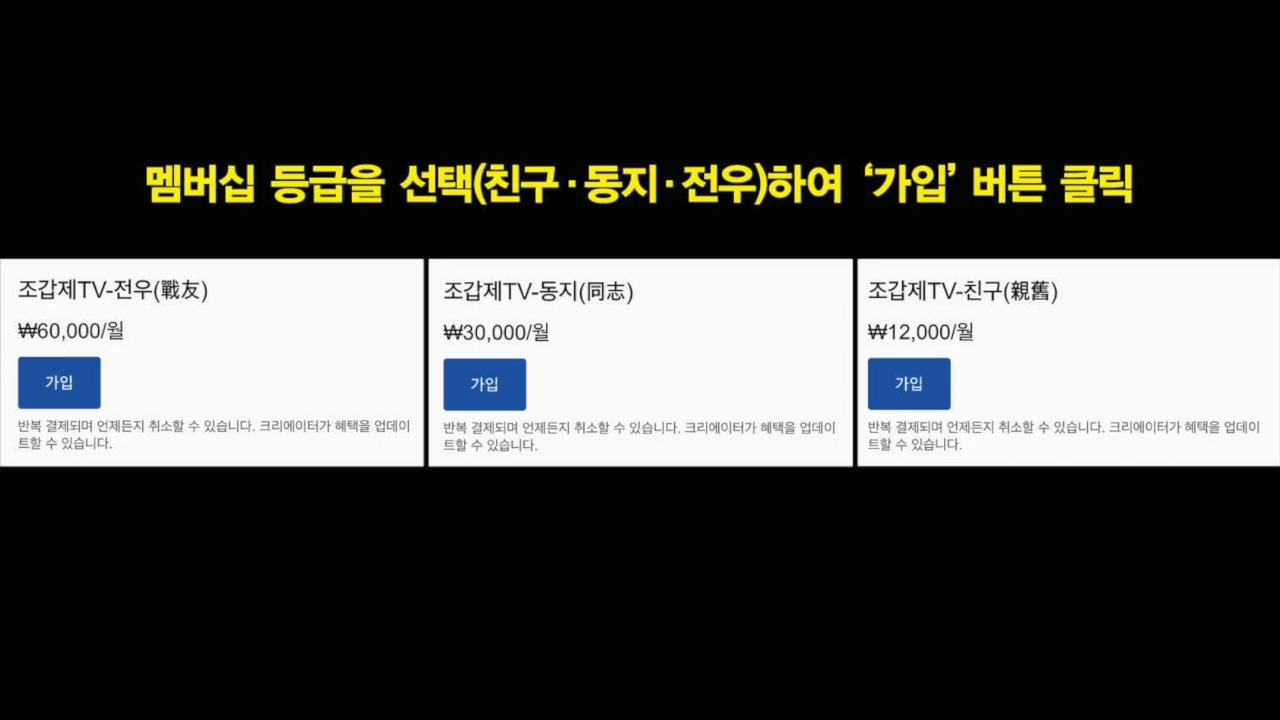 멤버십 등급을 선택(친구·동지·전우)하여 ‘가입’ 버튼 클릭
조갑제TV-전우(戰友)
₩60,000/월
가입
반복 결제되며 언제든지 취소할 수 있습니다. 크리에이터가 혜택을 업데이
트할 수 있습니다.
조갑제TV-동지(同志)
₩30,000/월
가입
반복 결제되며 언제든지 취소할 수 있습니다. 크리에이터가 혜택을 업데이
트할 수 있습니다.
조갑제TV-친구(親舊)
₩12,000/월
가입
반복 결제되며 언제든지 취소할 수 있습니다. 크리에이터가 혜택을 업데이
트할 수 있습니다.